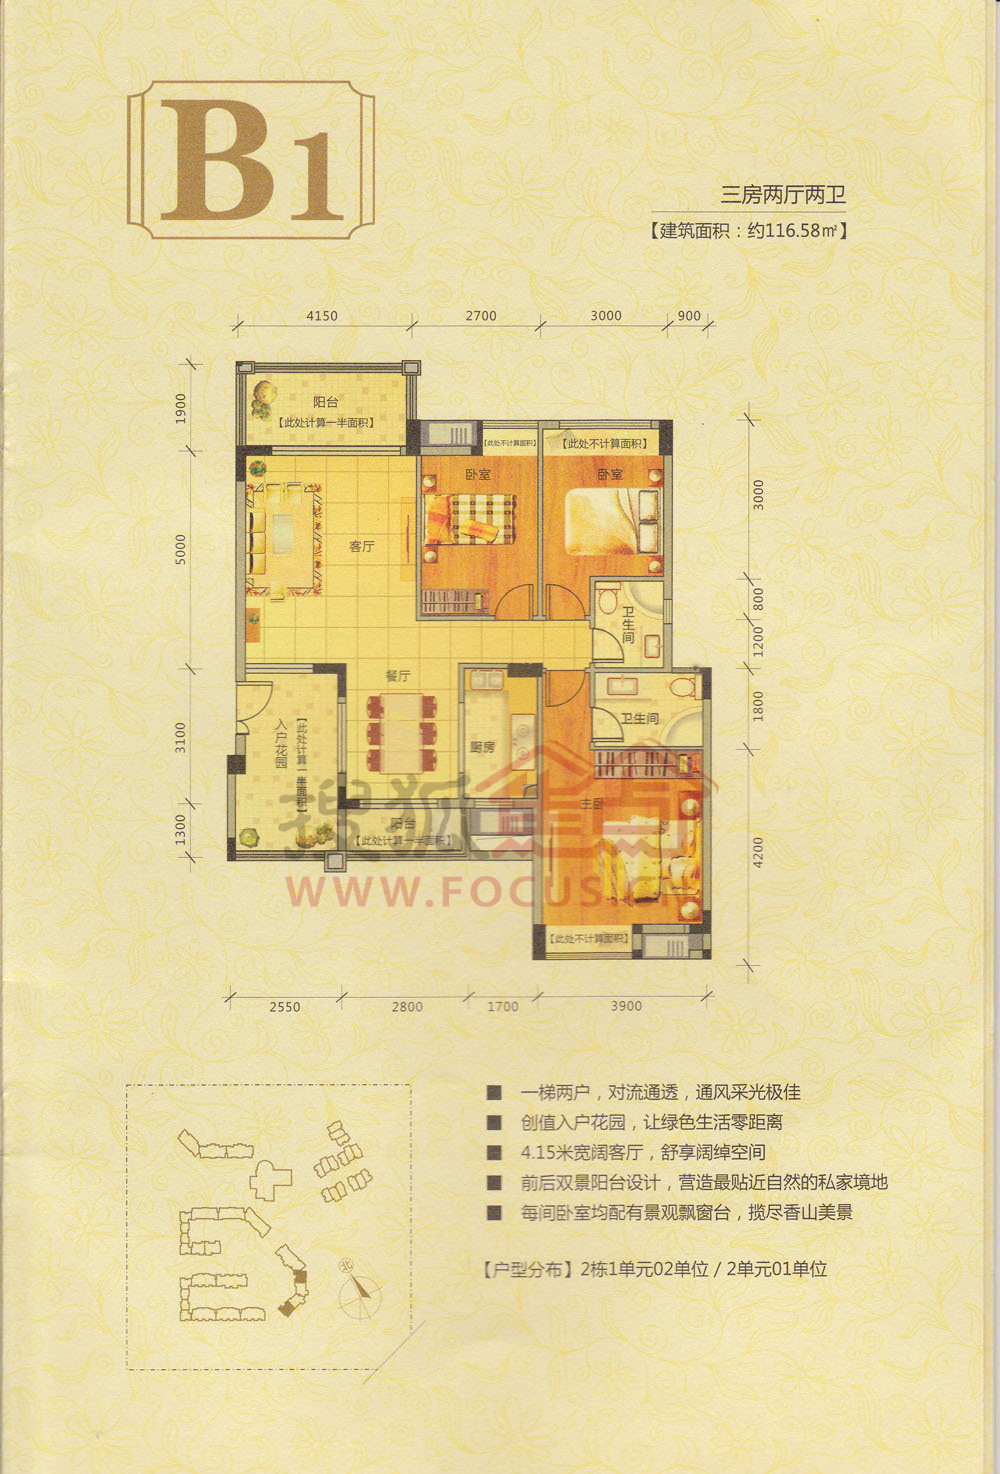 B1
三房两厅两卫
【建筑面积：约116.58㎡】
4150
2700
3000
900
1900
5000
3100
1300
3000
800
1200
1800
4200
阳台
【此处计算一半面积】
【此处不计算面积】
【此处不计算面积】
卧室
卧室
客厅
卫生间
餐厅
卫生间
厨房
入户花园
【此处计算一半面积】
主卧
阳台
【此处计算一半面积】
【此处不计算面积】
搜狐焦点
WWW.FOCUS.CN
2550
2800
1700
3900
■ 一梯两户，对流通透，通风采光极佳
■ 创值入户花园，让绿色生活零距离
■ 4.15米宽阔客厅，舒享阔绰空间
■ 前后双景阳台设计，营造最贴近自然的私家境地
■ 每间卧室均配有景观飘窗台，揽尽香山美景
【户型分布】2栋1单元02单位 / 2单元01单位
北